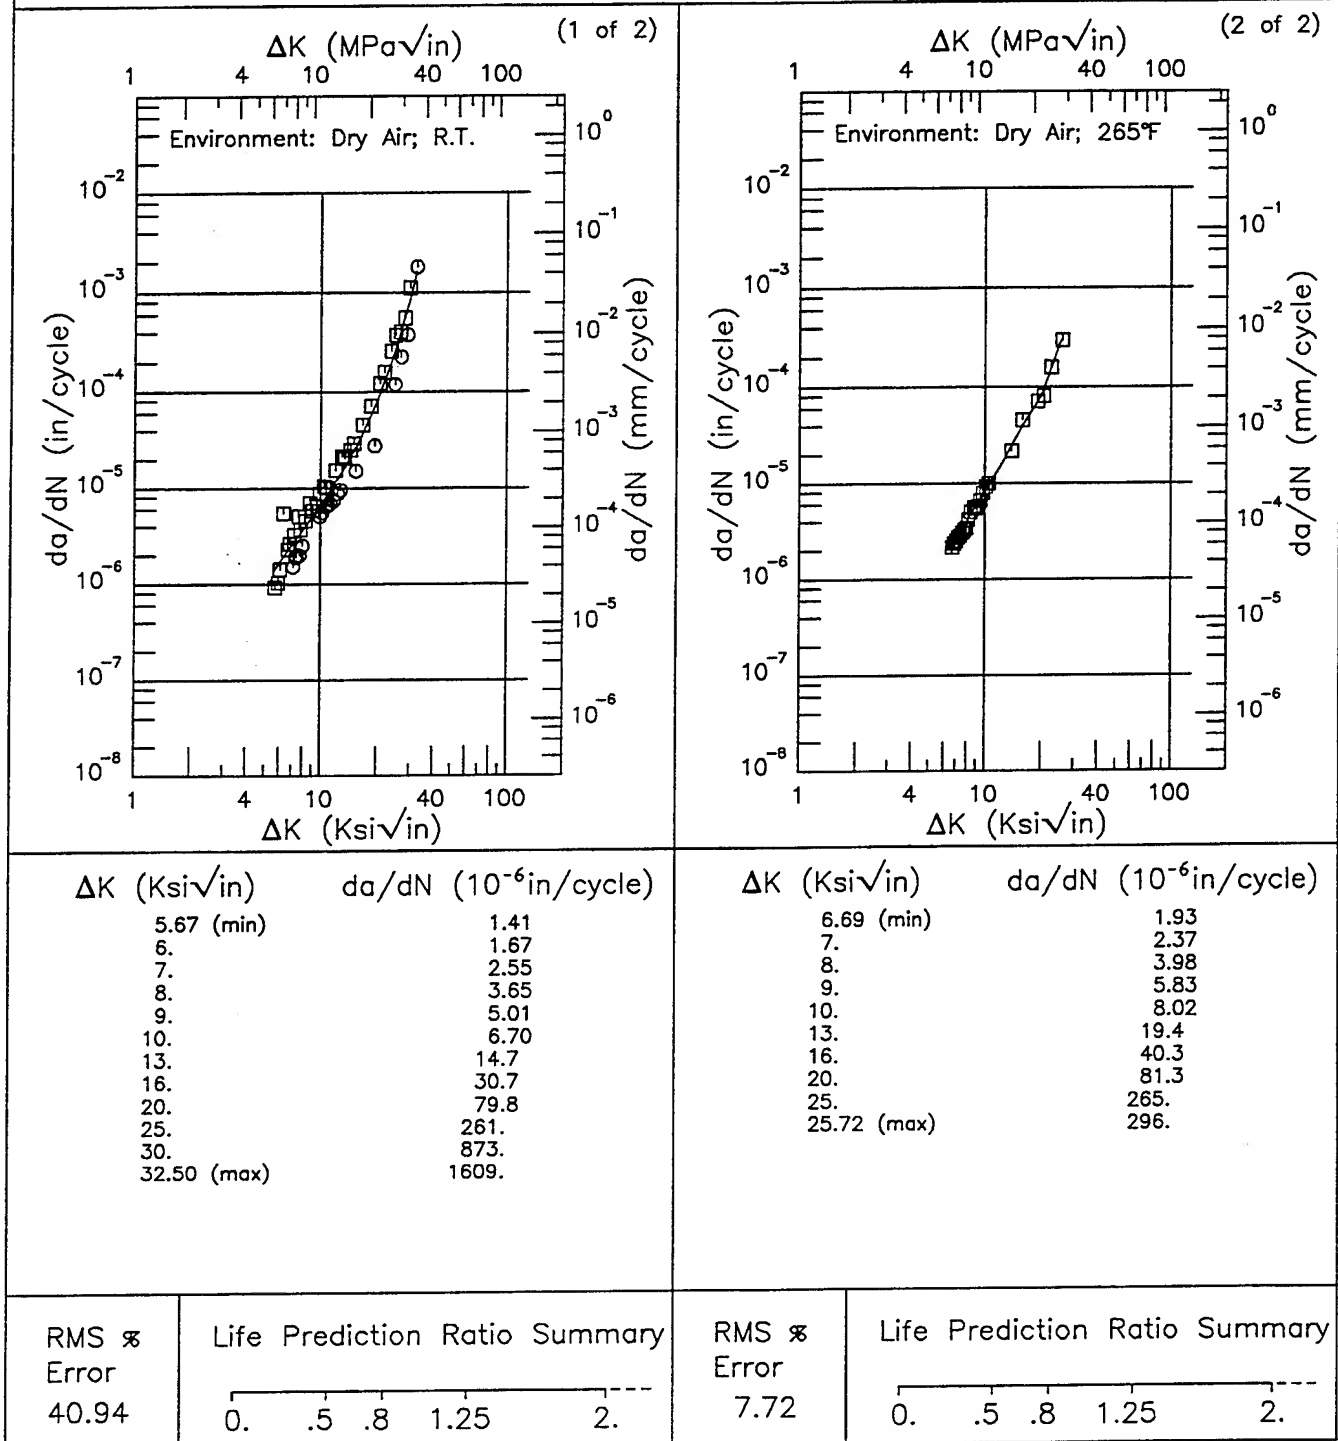 (1 of 2)
ΔK (MPa√in)
1 4 10 40 100
Environment: Dry Air; R.T.
da/dN (in/cycle)
10⁻²
10⁻³
10⁻⁴
10⁻⁵
10⁻⁶
10⁻⁷
10⁻⁸
10⁰
10⁻¹
10⁻²
10⁻³
10⁻⁴
10⁻⁵
10⁻⁶
da/dN (mm/cycle)
1 4 10 40 100
ΔK (Ksi√in)
ΔK (Ksi√in) da/dN (10⁻⁶in/cycle)
5.67 (min) 1.41
6. 1.67
7. 2.55
8. 3.65
9. 5.01
10. 6.70
13. 14.7
16. 30.7
20. 79.8
25. 261.
30. 873.
32.50 (max) 1609.
RMS %
Error
40.94
Life Prediction Ratio Summary
0. .5 .8 1.25 2.
(2 of 2)
ΔK (MPa√in)
1 4 10 40 100
Environment: Dry Air; 265°F
da/dN (in/cycle)
10⁻²
10⁻³
10⁻⁴
10⁻⁵
10⁻⁶
10⁻⁷
10⁻⁸
10⁰
10⁻¹
10⁻²
10⁻³
10⁻⁴
10⁻⁵
10⁻⁶
da/dN (mm/cycle)
1 4 10 40 100
ΔK (Ksi√in)
ΔK (Ksi√in) da/dN (10⁻⁶in/cycle)
6.69 (min) 1.93
7. 2.37
8. 3.98
9. 5.83
10. 8.02
13. 19.4
16. 40.3
20. 81.3
25. 265.
25.72 (max) 296.
RMS %
Error
7.72
Life Prediction Ratio Summary
0. .5 .8 1.25 2.